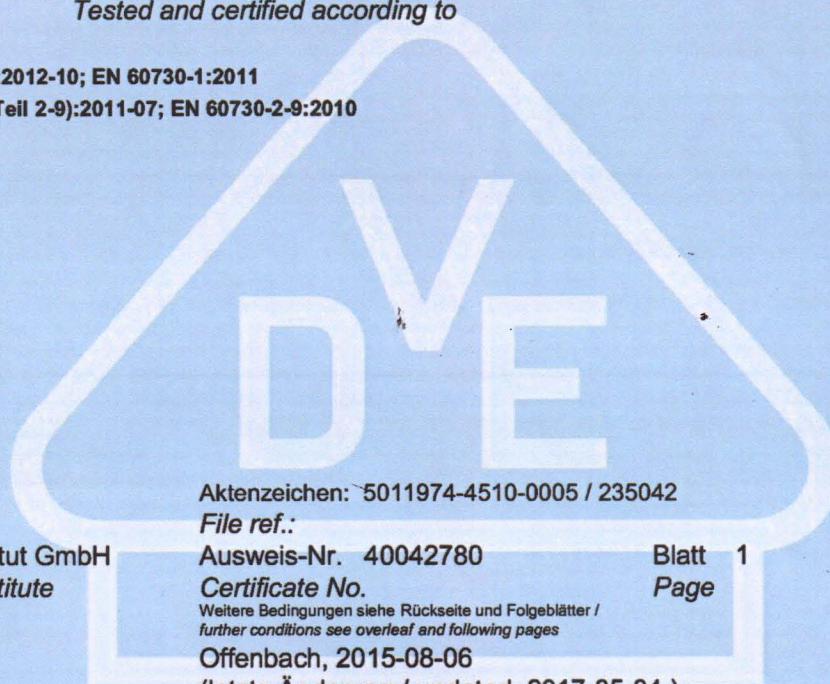 Tested and certified according to
2012-10; EN 60730-1:2011
Teil 2-9):2011-07; EN 60730-2-9:2010
V
D E
Aktenzeichen: 5011974-4510-0005 / 235042
File ref.:
tut GmbH Ausweis-Nr. 40042780 Blatt 1
titute Certificate No. Page
Weitere Bedingungen siehe Rückseite und Folgeblätter /
further conditions see overleaf and following pages
Offenbach, 2015-08-06